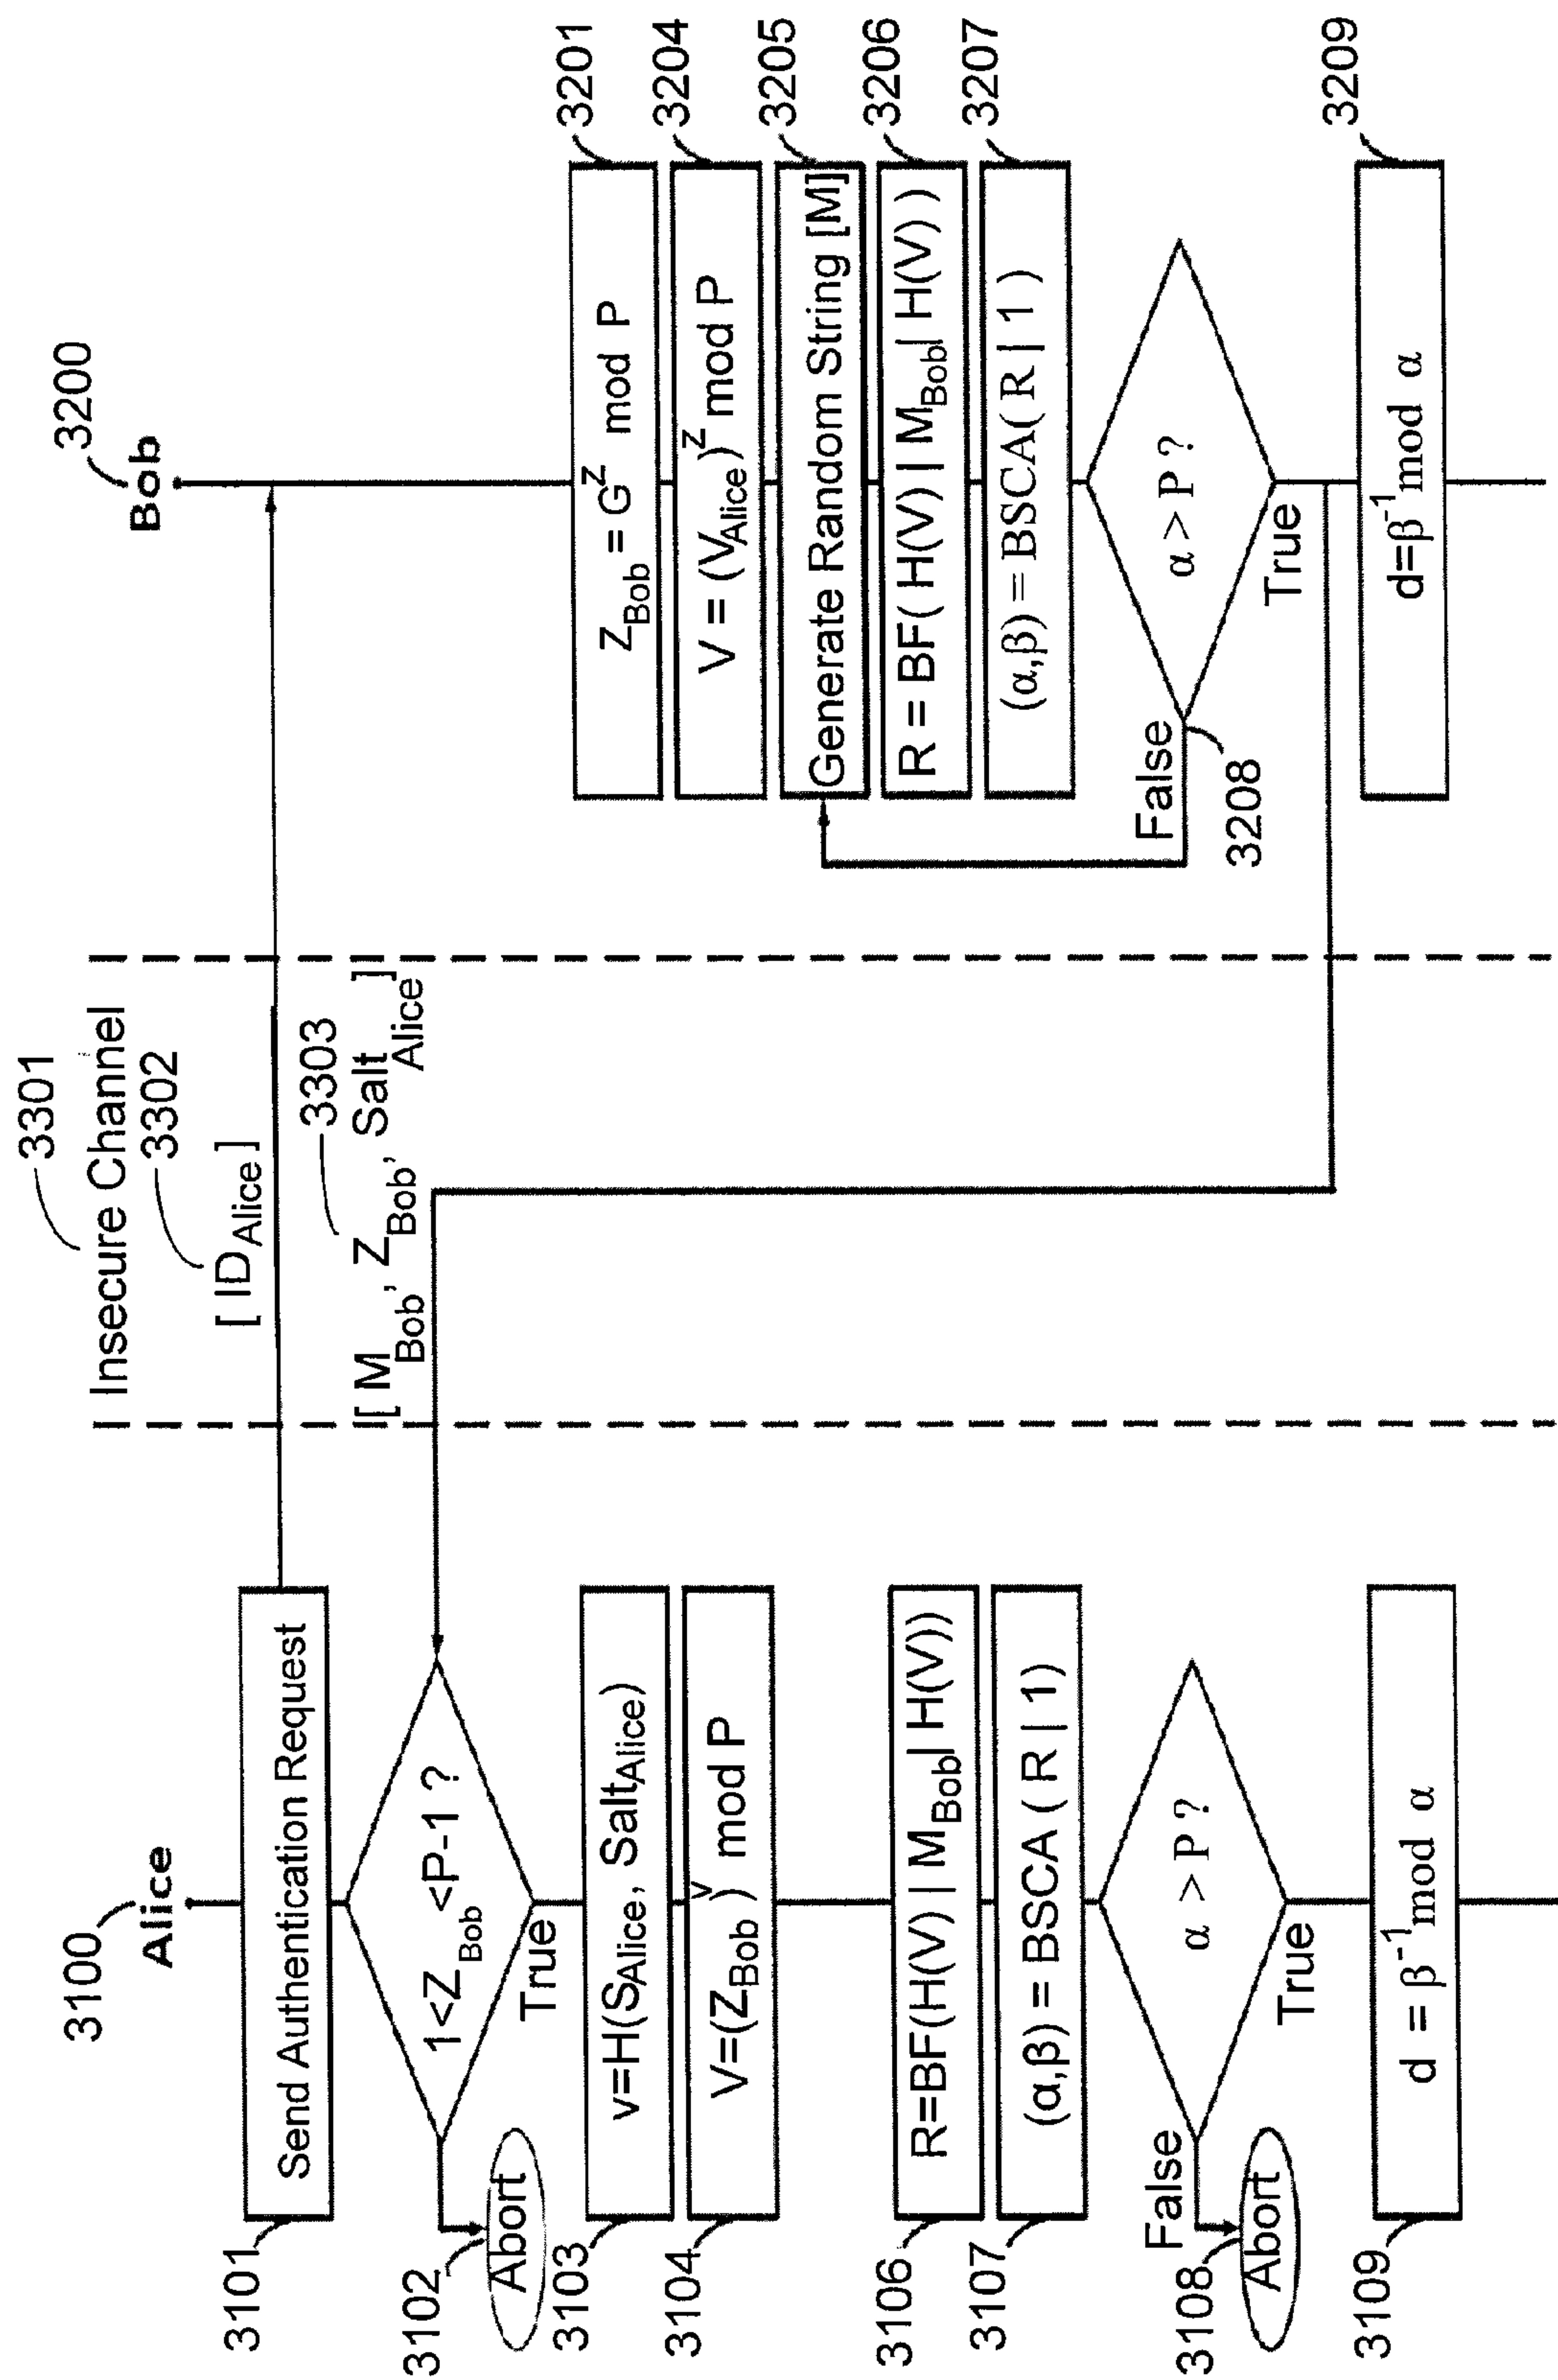 3301
Insecure Channel
3302
[ ID_Alice ]
3303
[ M_Bob, Z_Bob, Salt_Alice ]
3100
Alice
3101
Send Authentication Request
1<Z_Bob <P-1 ?
3102
Abort
True
3103
v=H(S_Alice, Salt_Alice)
3104
V=(Z_Bob)^v mod P
3106
R=BF(H(V) | M_Bob| H(V))
3107
(α,β) = BSCA ( R | 1)
α > P ?
False
3108
Abort
True
3109
d = β^-1 mod α
3200
Bob
3201
Z_Bob = G^Z mod P
3204
V = (V_Alice)^Z mod P
3205
Generate Random String [M]
3206
R = BF( H(V) | M_Bob| H(V) )
3207
(α,β) = BSCA( R | 1 )
α > P ?
False
3208
True
3209
d=β^-1 mod α